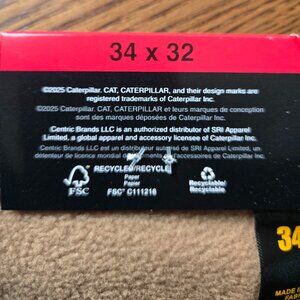 34 x 32
©2025 Caterpillar. CAT, CATERPILLAR, and their design marks are
registered trademarks of Caterpillar Inc.
©2025 Caterpillar. CAT, CATERPILLAR et leurs marques de conception
sont des marques déposées de Caterpillar Inc.
Centric Brands LLC is an authorized distributor of SRI Apparel
Limited, a global apparel and accessory licensee of Caterpillar Inc.
Centric Brands LLC est un distributeur autorisé de SRI Apparel Limited, un
détenteur de licence mondial d'vêtements et accessoires de Caterpillar Inc.
RECYCLED/RECYCLÉ
Paper
Papier
FSC® C111216
FSC
Recyclable/
Recyclable
34
MADE
FAB